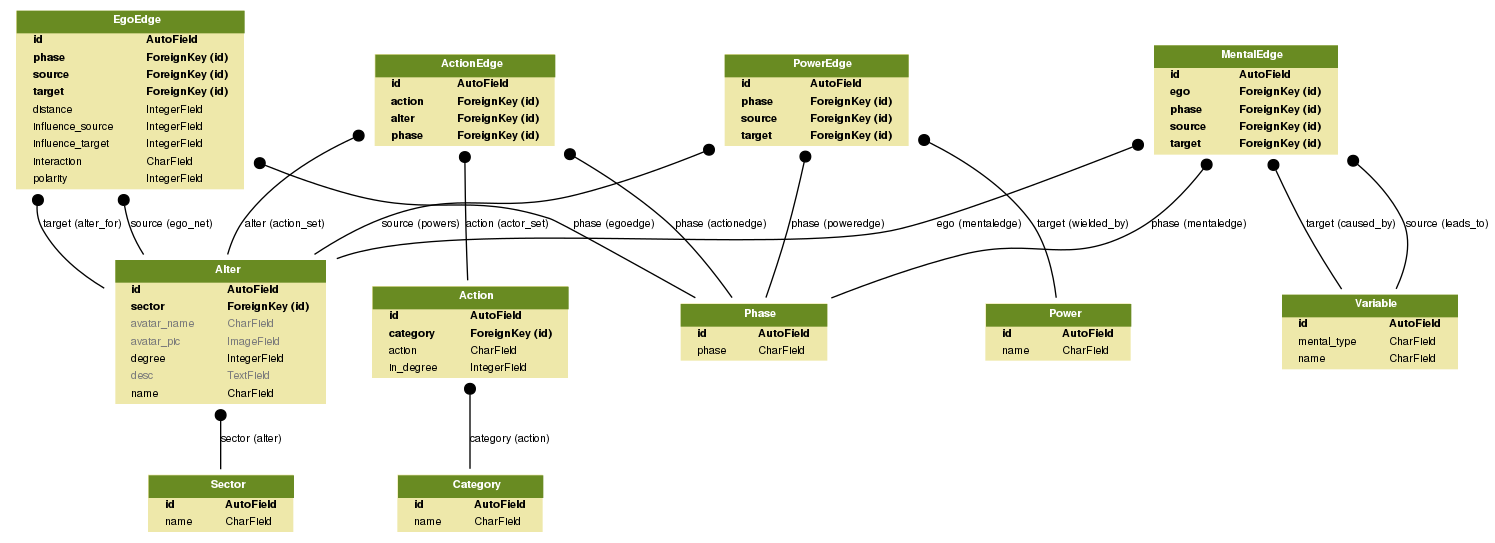 EgoEdge
id AutoField
phase ForeignKey (id)
source ForeignKey (id)
target ForeignKey (id)
distance IntegerField
influence_source IntegerField
influence_target IntegerField
interaction CharField
polarity IntegerField
ActionEdge
id AutoField
action ForeignKey (id)
alter ForeignKey (id)
phase ForeignKey (id)
PowerEdge
id AutoField
phase ForeignKey (id)
source ForeignKey (id)
target ForeignKey (id)
MentalEdge
id AutoField
ego ForeignKey (id)
phase ForeignKey (id)
source ForeignKey (id)
target ForeignKey (id)
target (alter_for)
source (ego_net)
alter (action_set)
source (powers)
action (actor_set)
phase (egoedge)
phase (actionedge)
phase (poweredge)
ego (mentaledge)
target (wielded_by)
phase (mentaledge)
target (caused_by)
source (leads_to)
Alter
id AutoField
sector ForeignKey (id)
avatar_name CharField
avatar_pic ImageField
degree IntegerField
desc TextField
name CharField
Action
id AutoField
category ForeignKey (id)
action CharField
in_degree IntegerField
Phase
id AutoField
phase CharField
Power
id AutoField
name CharField
Variable
id AutoField
mental_type CharField
name CharField
sector (alter)
category (action)
Sector
id AutoField
name CharField
Category
id AutoField
name CharField